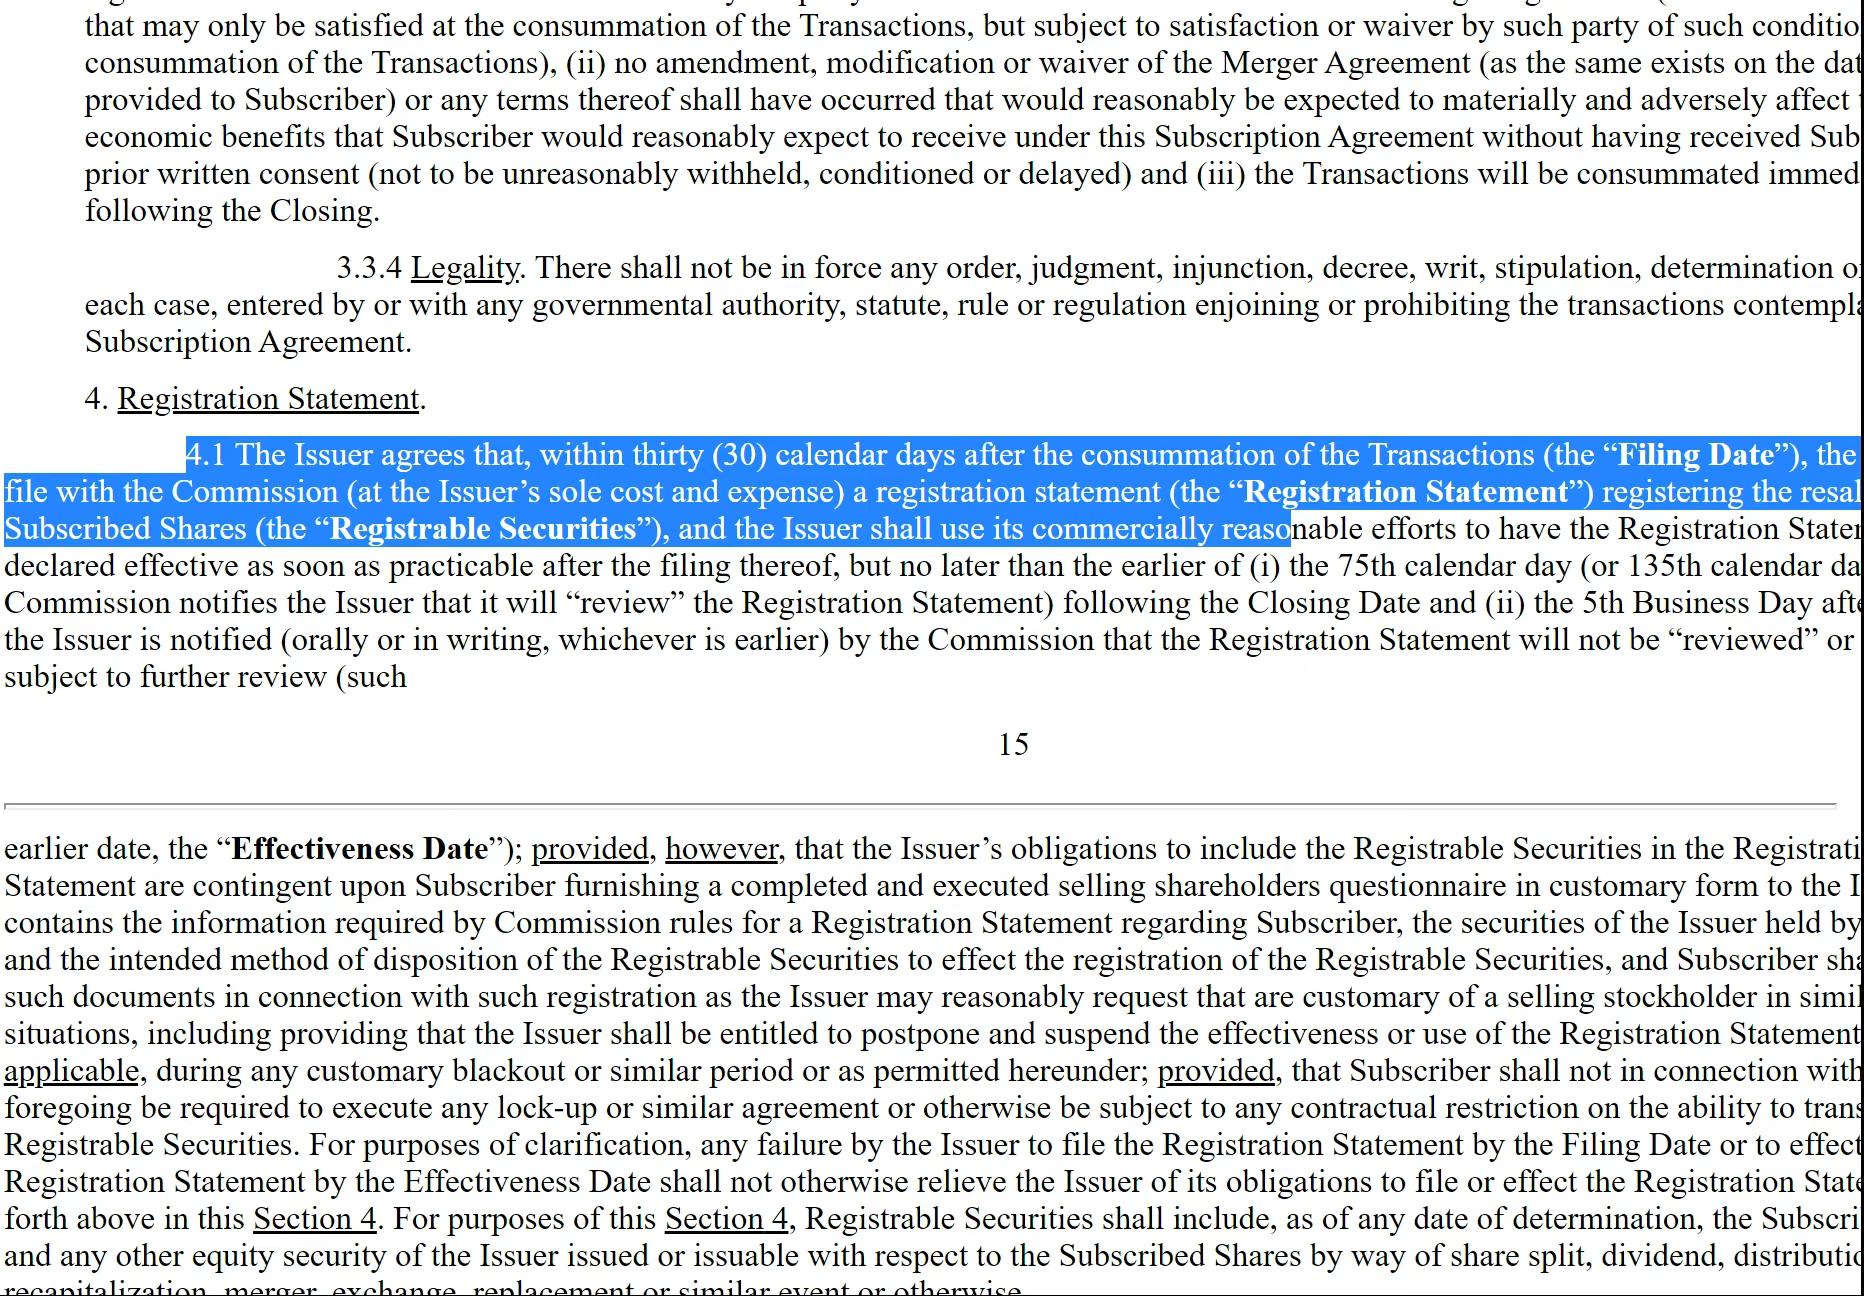 that may only be satisfied at the consummation of the Transactions, but subject to satisfaction or waiver by such party of such conditio
consummation of the Transactions), (ii) no amendment, modification or waiver of the Merger Agreement (as the same exists on the dat
provided to Subscriber) or any terms thereof shall have occurred that would reasonably be expected to materially and adversely affect
economic benefits that Subscriber would reasonably expect to receive under this Subscription Agreement without having received Sub
prior written consent (not to be unreasonably withheld, conditioned or delayed) and (iii) the Transactions will be consummated immed
following the Closing.
3.3.4 Legality. There shall not be in force any order, judgment, injunction, decree, writ, stipulation, determination o
each case, entered by or with any governmental authority, statute, rule or regulation enjoining or prohibiting the transactions contempla
Subscription Agreement.
4. Registration Statement.
4.1 The Issuer agrees that, within thirty (30) calendar days after the consummation of the Transactions (the “Filing Date”), the
file with the Commission (at the Issuer’s sole cost and expense) a registration statement (the “Registration Statement”) registering the resal
Subscribed Shares (the “Registrable Securities”), and the Issuer shall use its commercially reasonable efforts to have the Registration Stater
declared effective as soon as practicable after the filing thereof, but no later than the earlier of (i) the 75th calendar day (or 135th calendar da
Commission notifies the Issuer that it will “review” the Registration Statement) following the Closing Date and (ii) the 5th Business Day afte
the Issuer is notified (orally or in writing, whichever is earlier) by the Commission that the Registration Statement will not be “reviewed” or
subject to further review (such
15
earlier date, the “Effectiveness Date”); provided, however, that the Issuer’s obligations to include the Registrable Securities in the Registrati
Statement are contingent upon Subscriber furnishing a completed and executed selling shareholders questionnaire in customary form to the I
contains the information required by Commission rules for a Registration Statement regarding Subscriber, the securities of the Issuer held by
and the intended method of disposition of the Registrable Securities to effect the registration of the Registrable Securities, and Subscriber sha
such documents in connection with such registration as the Issuer may reasonably request that are customary of a selling stockholder in simil
situations, including providing that the Issuer shall be entitled to postpone and suspend the effectiveness or use of the Registration Statement
applicable, during any customary blackout or similar period or as permitted hereunder; provided, that Subscriber shall not in connection with
foregoing be required to execute any lock-up or similar agreement or otherwise be subject to any contractual restriction on the ability to trans
Registrable Securities. For purposes of clarification, any failure by the Issuer to file the Registration Statement by the Filing Date or to effect
Registration Statement by the Effectiveness Date shall not otherwise relieve the Issuer of its obligations to file or effect the Registration State
forth above in this Section 4. For purposes of this Section 4, Registrable Securities shall include, as of any date of determination, the Subscri
and any other equity security of the Issuer issued or issuable with respect to the Subscribed Shares by way of share split, dividend, distributio
recapitalization, merger, exchange, replacement or similar event or otherwise